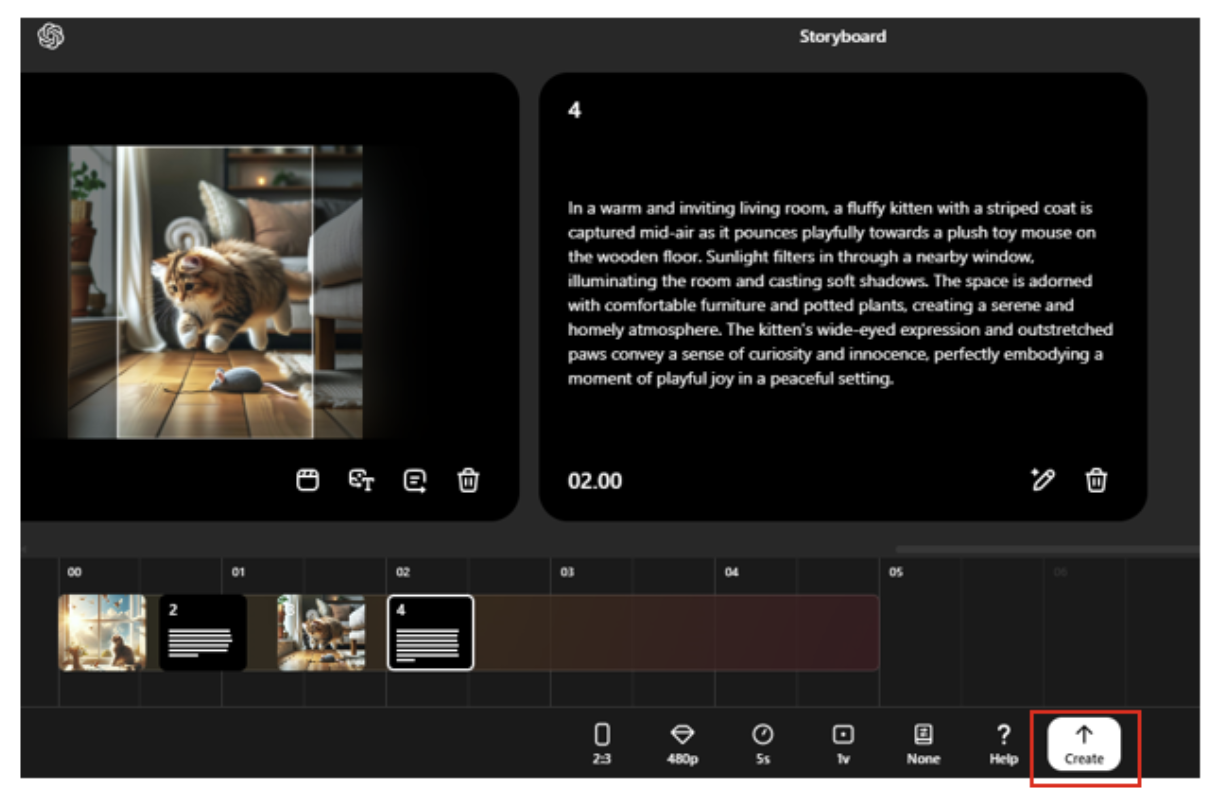 Storyboard
4
In a warm and inviting living room, a fluffy kitten with a striped coat is
captured mid-air as it pounces playfully towards a plush toy mouse on
the wooden floor. Sunlight filters in through a nearby window,
illuminating the room and casting soft shadows. The space is adorned
with comfortable furniture and potted plants, creating a serene and
homely atmosphere. The kitten's wide-eyed expression and outstretched
paws convey a sense of curiosity and innocence, perfectly embodying a
moment of playful joy in a peaceful setting.
T
02.00
00 01 02 03 04 05 06
2 3 4
2:3 480p 5s 1v None Help Create